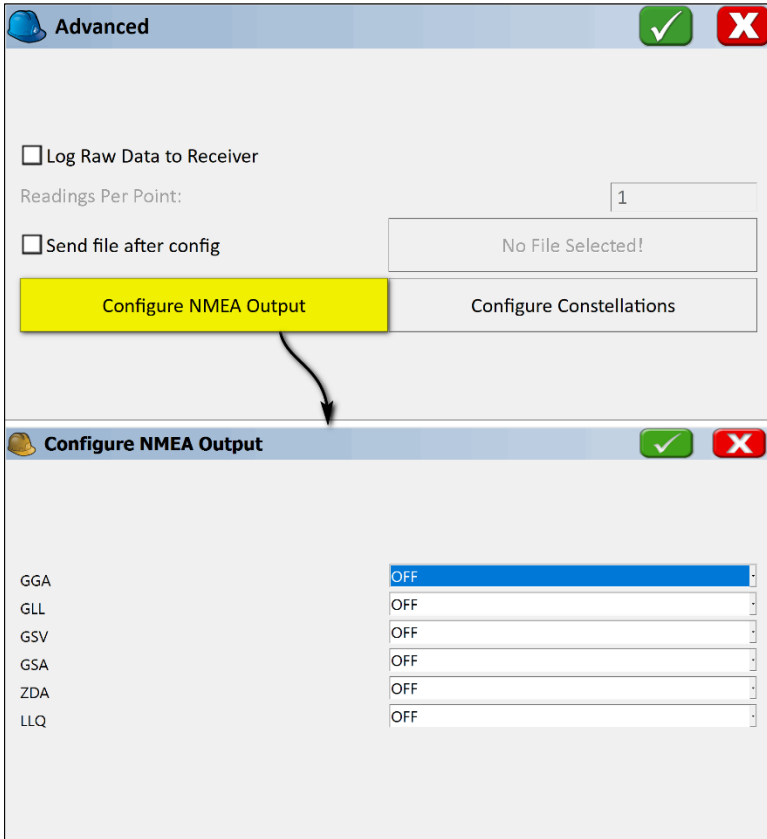 Advanced
Log Raw Data to Receiver
Readings Per Point: 1
Send file after config No File Selected!
Configure NMEA Output Configure Constellations
Configure NMEA Output
GGA OFF
GLL OFF
GSV OFF
GSA OFF
ZDA OFF
LLQ OFF